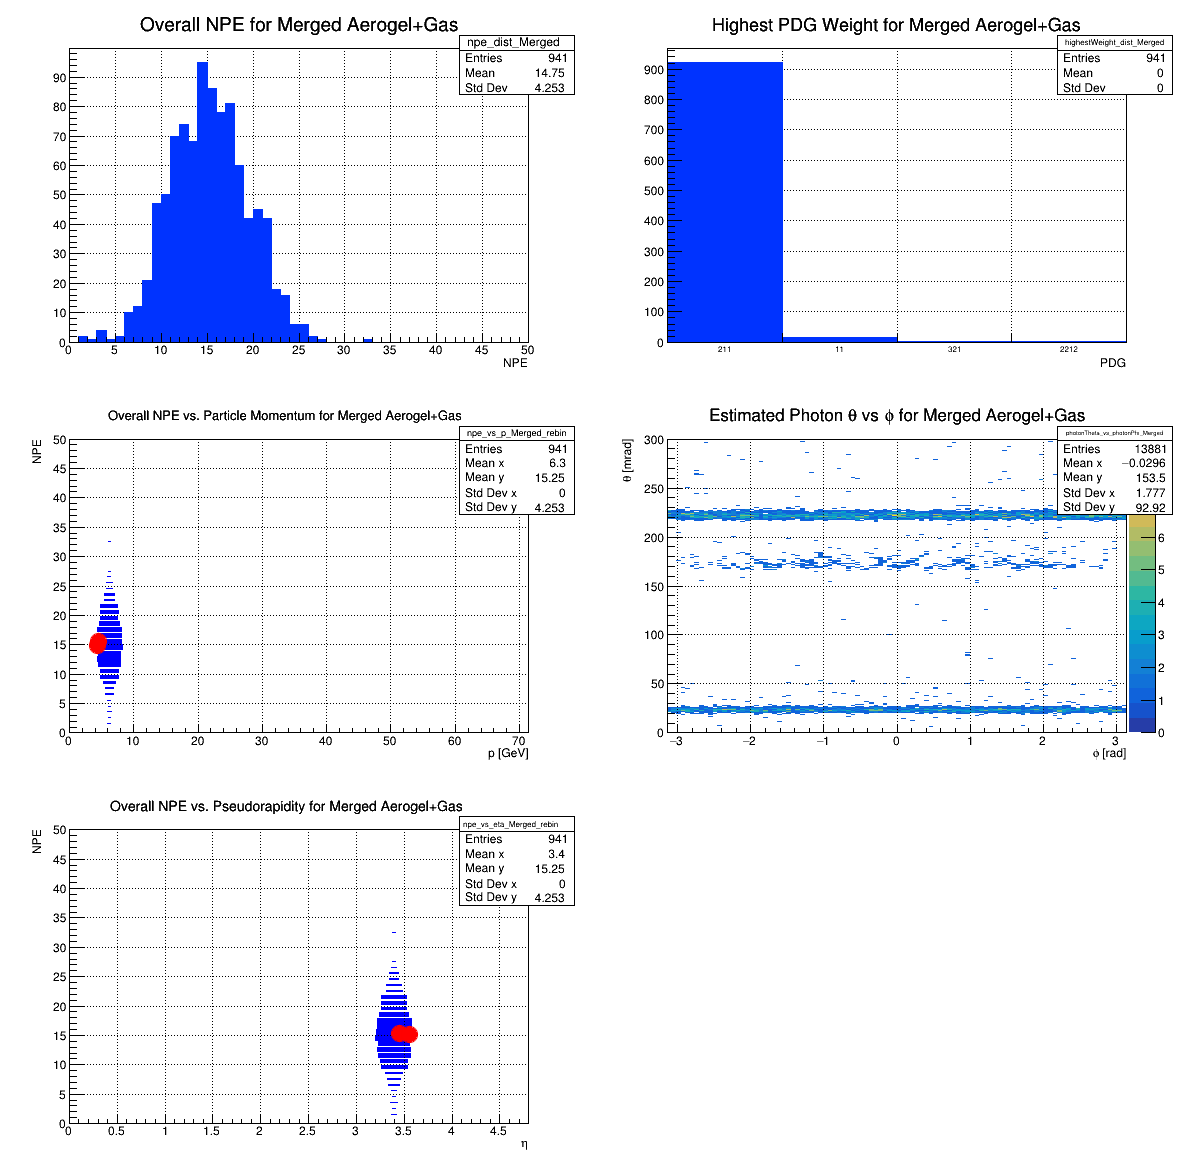 Overall NPE for Merged Aerogel+Gas
npe_dist_Merged
Entries 941
Mean 14.75
Std Dev 4.253
90
80
70
60
50
40
30
20
10
0
0 5 10 15 20 25 30 35 40 45 50
NPE
Highest PDG Weight for Merged Aerogel+Gas
highestWeight_dist_Merged
Entries 941
Mean 0
Std Dev 0
900
800
700
600
500
400
300
200
100
0
211 11 321 2212
PDG
Overall NPE vs. Particle Momentum for Merged Aerogel+Gas
npe_vs_p_Merged_rebin
Entries 941
Mean x 6.3
Mean y 15.25
Std Dev x 0
Std Dev y 4.253
NPE
50
45
40
35
30
25
20
15
10
5
0
0 10 20 30 40 50 60 70
p [GeV]
Estimated Photon θ vs ϕ for Merged Aerogel+Gas
photonTheta_vs_photonPhi_Merged
Entries 13881
Mean x −0.0296
Mean y 153.5
Std Dev x 1.777
Std Dev y 92.92
θ [mrad]
300
250
200
150
100
50
0
−3 −2 −1 0 1 2 3
ϕ [rad]
6
5
4
3
2
1
0
Overall NPE vs. Pseudorapidity for Merged Aerogel+Gas
npe_vs_eta_Merged_rebin
Entries 941
Mean x 3.4
Mean y 15.25
Std Dev x 0
Std Dev y 4.253
NPE
50
45
40
35
30
25
20
15
10
5
0
0 0.5 1 1.5 2 2.5 3 3.5 4 4.5
η